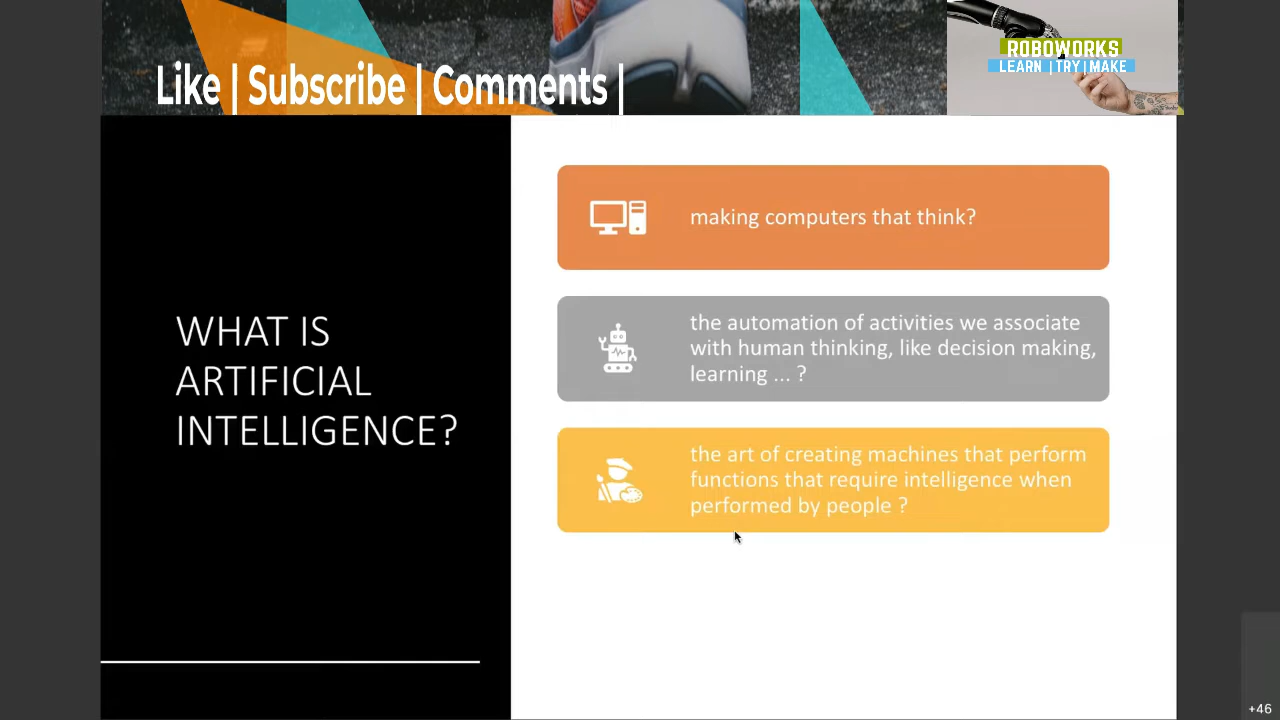 Like | Subscribe | Comments |
ROBOWORKS
LEARN | TRY | MAKE
WHAT IS
ARTIFICIAL
INTELLIGENCE?
making computers that think?
the automation of activities we associate
with human thinking, like decision making,
learning ... ?
the art of creating machines that perform
functions that require intelligence when
performed by people ?
+46